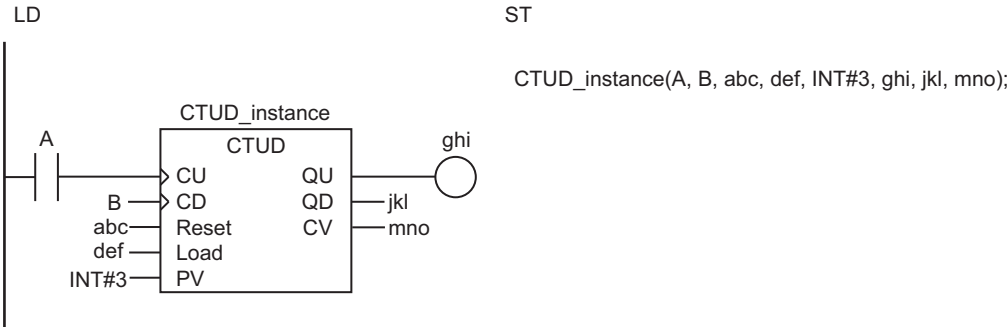 LD
ST
CTUD_instance(A, B, abc, def, INT#3, ghi, jkl, mno);
CTUD_instance
A
CTUD
ghi
CU QU
B CD QD jkl
abc Reset CV mno
def Load
INT#3 PV